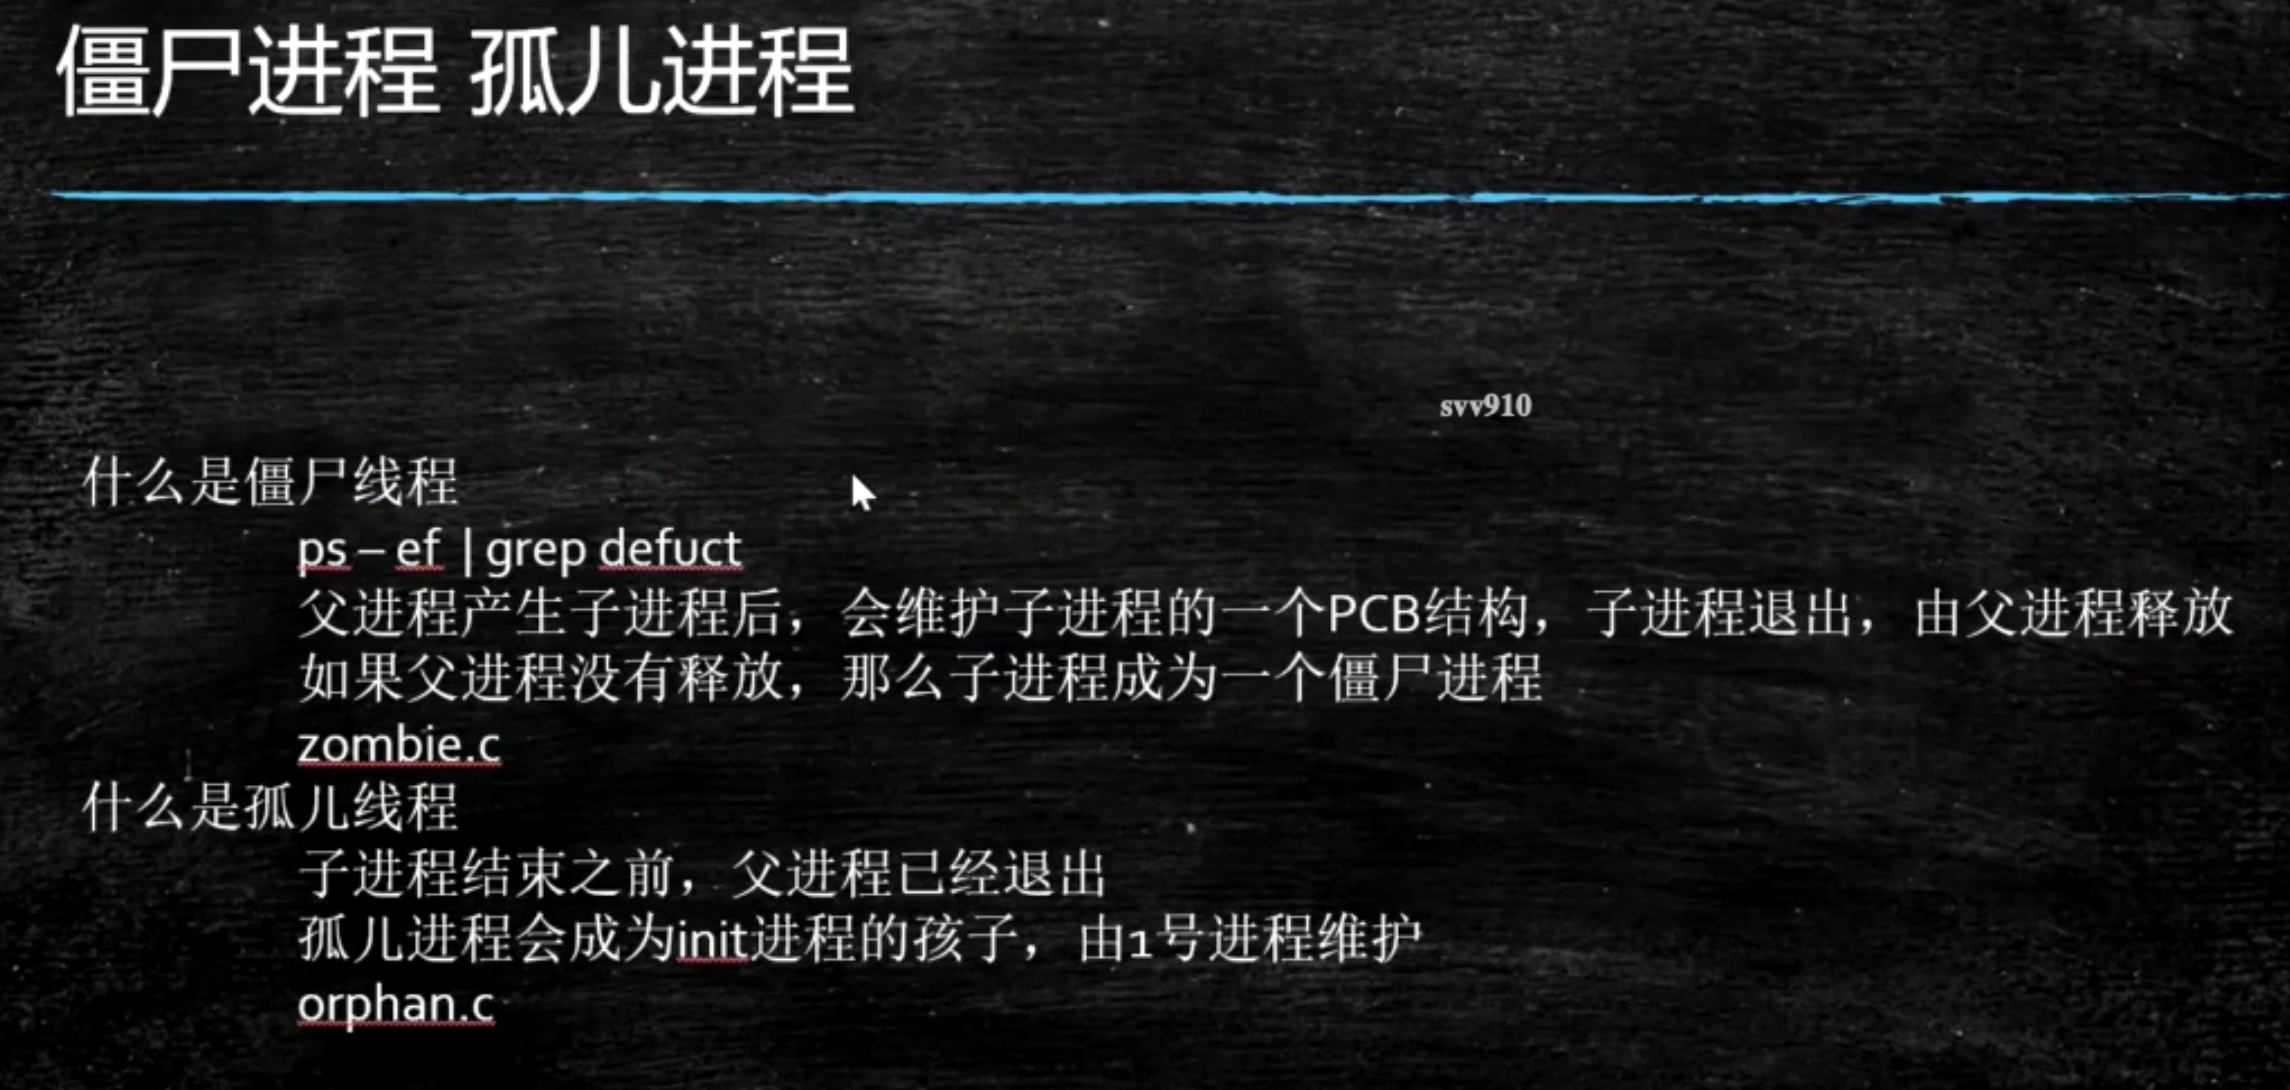 僵尸进程 孤儿进程
svv910
什么是僵尸线程
ps – ef | grep defuct
父进程产生子进程后，会维护子进程的一个PCB结构，子进程退出，由父进程释放
如果父进程没有释放，那么子进程成为一个僵尸进程
zombie.c
什么是孤儿线程
子进程结束之前，父进程已经退出
孤儿进程会成为init进程的孩子，由1号进程维护
orphan.c